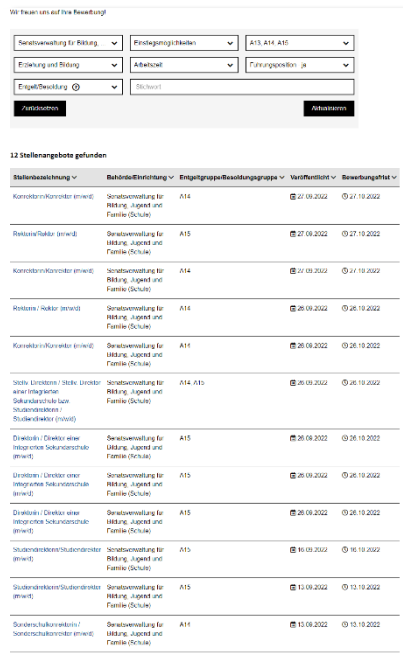 Wir freuen uns auf Ihre Bewerbung!
Senatsverwaltung für Bildung, Einstiegsmöglichkeiten A13, A14, A15
Erziehung und Bildung Arbeitszeit Führungsposition: ja
Entgelt/Besoldung Stichwort
Zurücksetzen Aktualisieren
12 Stellenangebote gefunden
Stellenbezeichnung Behörde/Einrichtung Entgeltgruppe/Besoldungsgruppe Veröffentlicht Bewerbungsfrist
Konrektorin/Konrektor (m/w/d) Senatsverwaltung für A14 27.09.2022 27.10.2022
Bildung, Jugend und
Familie (Schule)
Rektorin/Rektor (m/w/d) Senatsverwaltung für A15 27.09.2022 27.10.2022
Bildung, Jugend und
Familie (Schule)
Konrektorin/Konrektor (m/w/d) Senatsverwaltung für A14 27.09.2022 27.10.2022
Bildung, Jugend und
Familie (Schule)
Rektorin / Rektor (m/w/d) Senatsverwaltung für A14 26.09.2022 26.10.2022
Bildung, Jugend und
Familie (Schule)
Konrektorin/Konrektor (m/w/d) Senatsverwaltung für A14 26.09.2022 26.10.2022
Bildung, Jugend und
Familie (Schule)
Stellv. Direktorin / Stellv. Direktor Senatsverwaltung für A14, A15 26.09.2022 26.10.2022
einer Integrierten Bildung, Jugend und
Sekundarschule bzw. Familie (Schule)
Studiendirektorin /
Studiendirektor (m/w/d)
Direktorin / Direktor einer Senatsverwaltung für A15 26.09.2022 26.10.2022
Integrierten Sekundarschule Bildung, Jugend und
(m/w/d) Familie (Schule)
Direktorin / Direktor einer Senatsverwaltung für A15 26.09.2022 26.10.2022
Integrierten Sekundarschule Bildung, Jugend und
(m/w/d) Familie (Schule)
Direktorin / Direktor einer Senatsverwaltung für A15 26.09.2022 26.10.2022
Integrierten Sekundarschule Bildung, Jugend und
(m/w/d) Familie (Schule)
Studiendirektorin/Studiendirektor Senatsverwaltung für A15 16.09.2022 16.10.2022
(m/w/d) Bildung, Jugend und
Familie (Schule)
Studiendirektorin/Studiendirektor Senatsverwaltung für A15 13.09.2022 13.10.2022
(m/w/d) Bildung, Jugend und
Familie (Schule)
Sonderschulkonrektorin / Senatsverwaltung für A14 13.09.2022 13.10.2022
Sonderschulkonrektor (m/w/d) Bildung, Jugend und
Familie (Schule)